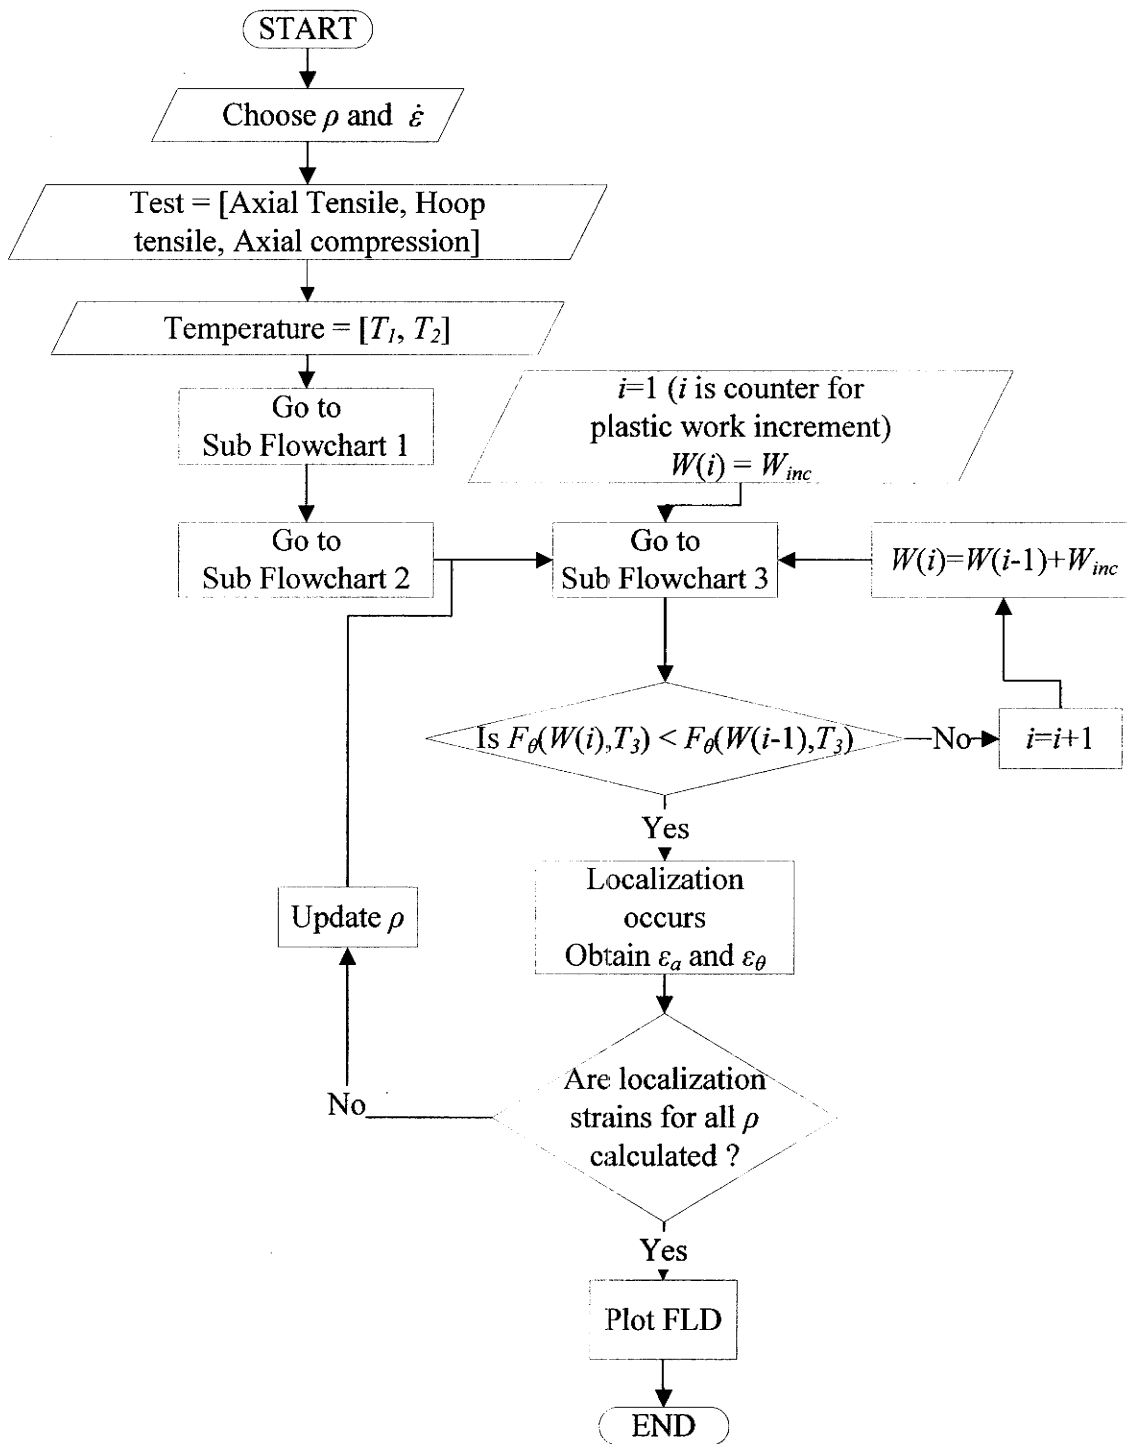 START
Choose ρ and ε̇
Test = [Axial Tensile, Hoop
tensile, Axial compression]
Temperature = [T₁, T₂]
Go to
Sub Flowchart 1
i=1 (i is counter for
plastic work increment)
W(i) = Winc
Go to
Sub Flowchart 2
Go to
Sub Flowchart 3
W(i)=W(i-1)+Winc
Is Fθ(W(i),T₃) < Fθ(W(i-1),T₃)
No
i=i+1
Yes
Localization
occurs
Obtain εa and εθ
Update ρ
Are localization
strains for all ρ
calculated ?
No
Yes
Plot FLD
END